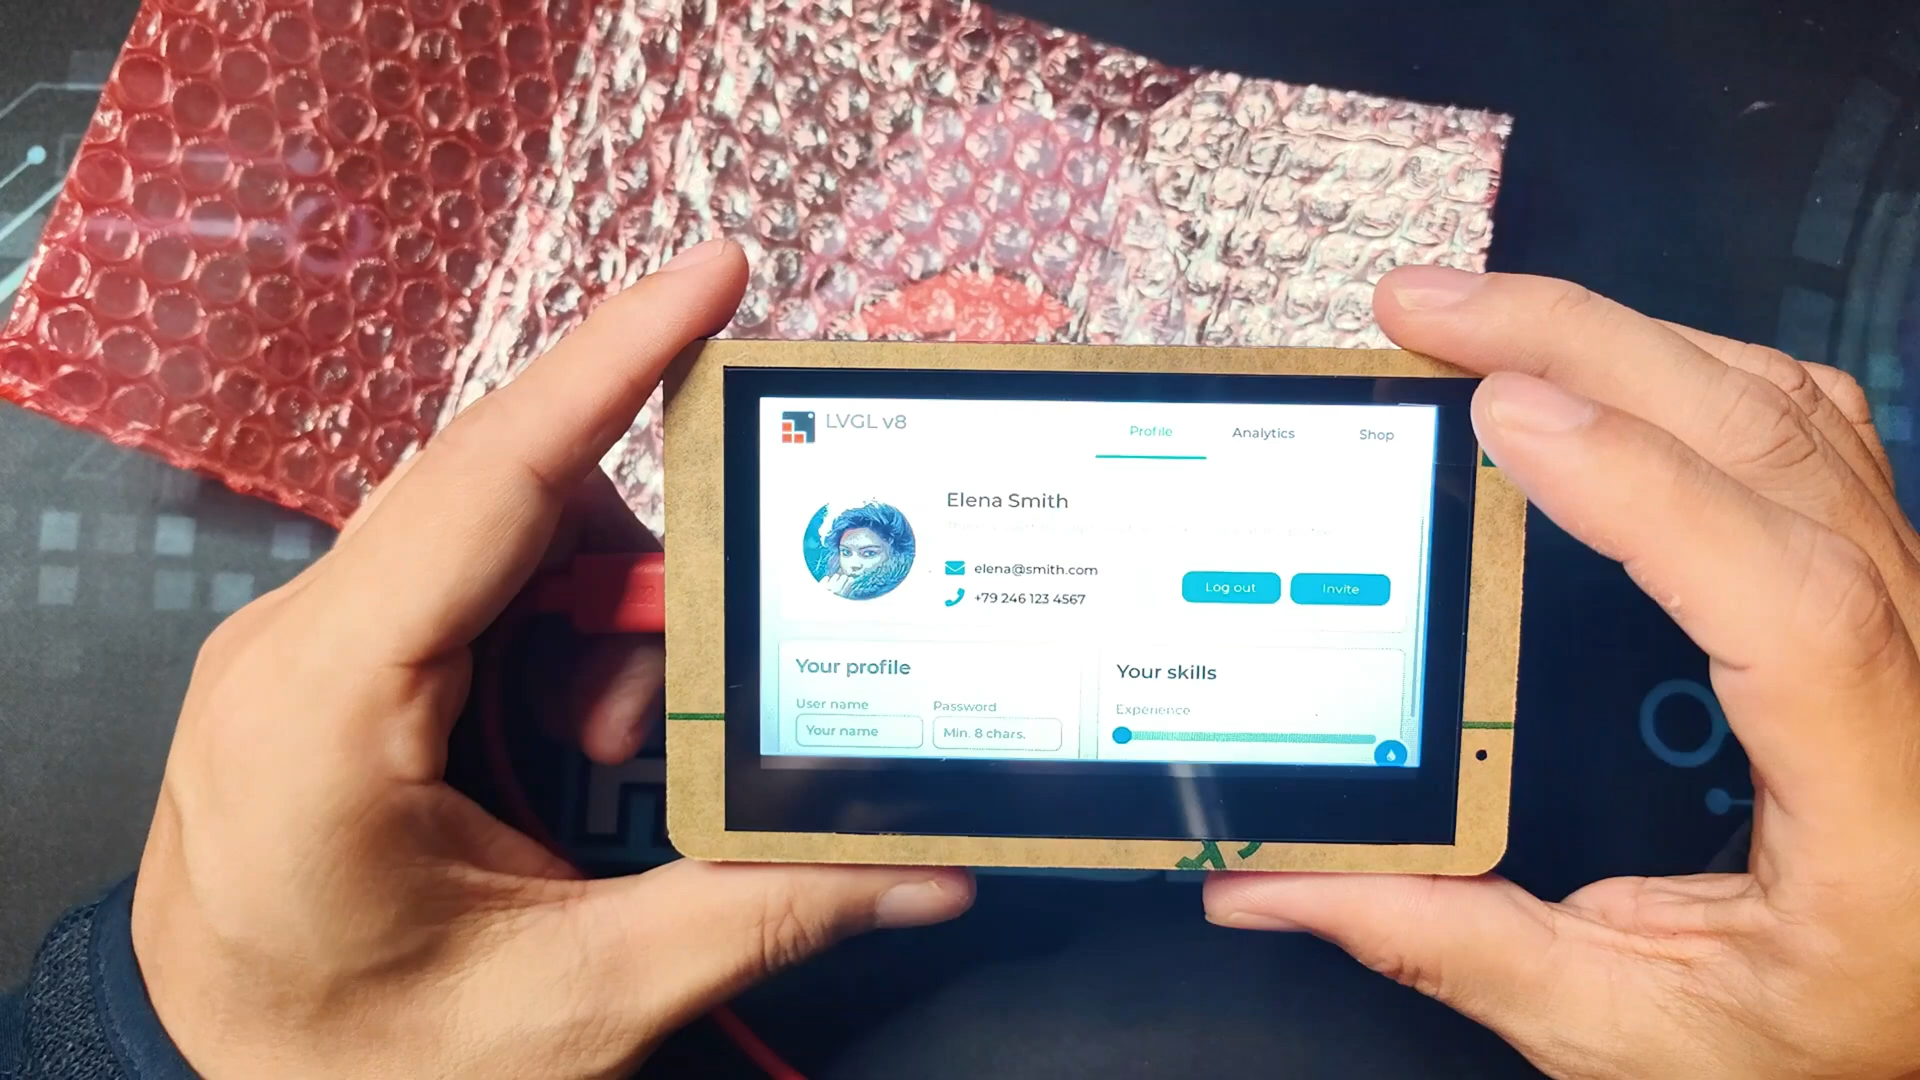 LVGL v8
Profile Analytics Shop
Elena Smith
elena@smith.com
+79 246 123 4567
Log out Invite
Your profile
User name Password
Your name Min. 8 chars.
Your skills
Experience